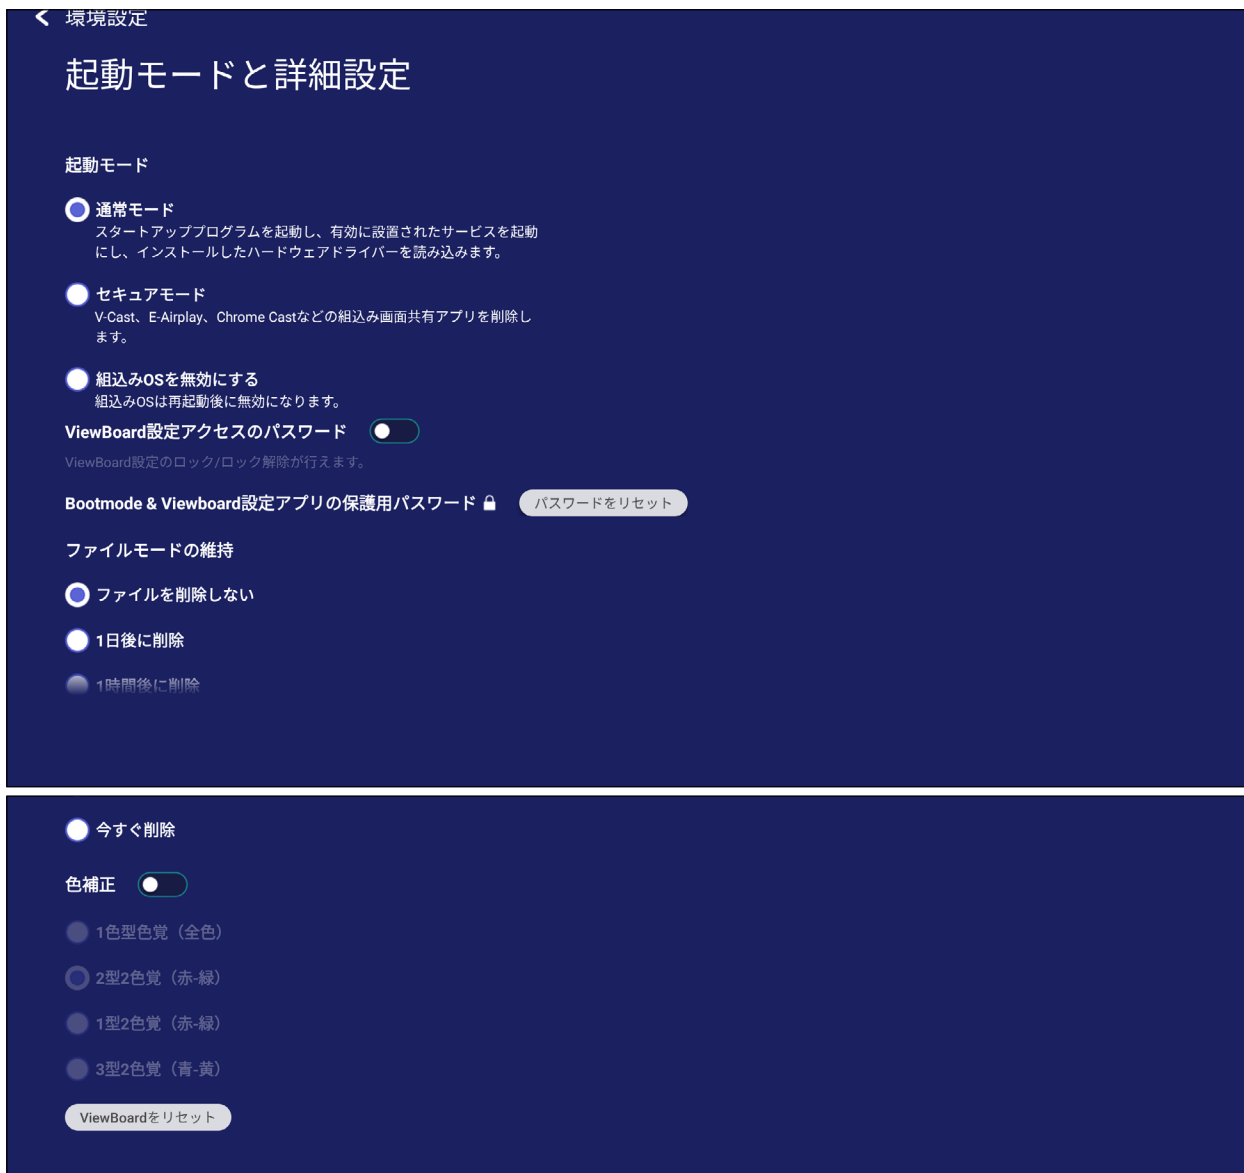 環境設定
起動モードと詳細設定
起動モード
通常モード
スタートアッププログラムを起動し、有効に設置されたサービスを起動
にし、インストールしたハードウェアドライバーを読み込みます。
セキュアモード
V-Cast、E-Airplay、Chrome Castなどの組込み画面共有アプリを削除し
ます。
組込みOSを無効にする
組込みOSは再起動後に無効になります。
ViewBoard設定アクセスのパスワード
ViewBoard設定のロック/ロック解除が行えます。
Bootmode & Viewboard設定アプリの保護用パスワード パスワードをリセット
ファイルモードの維持
ファイルを削除しない
1日後に削除
1時間後に削除
今すぐ削除
色補正
1色型色覚（全色）
2型2色覚（赤-緑）
1型2色覚（赤-緑）
3型2色覚（青-黄）
ViewBoardをリセット